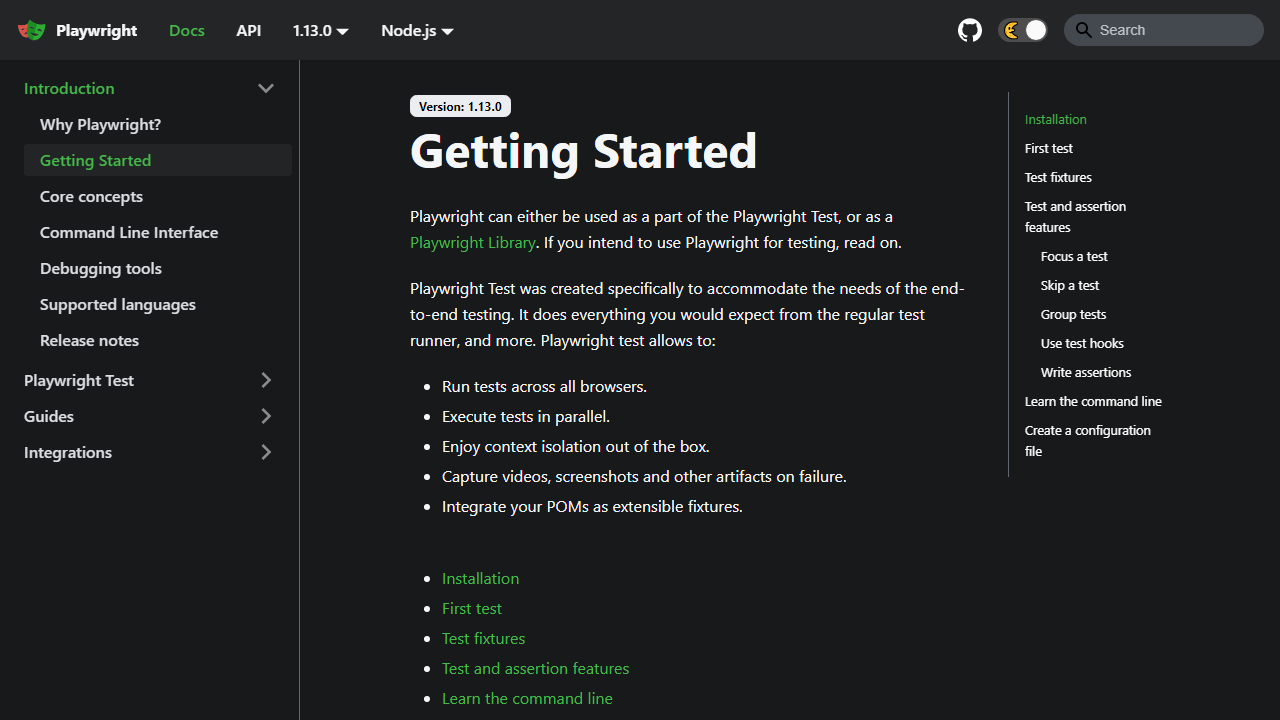 Playwright
Docs
API
1.13.0
Node.js
Search
Introduction
Why Playwright?
Getting Started
Core concepts
Command Line Interface
Debugging tools
Supported languages
Release notes
Playwright Test
Guides
Integrations
Version: 1.13.0
Getting Started
Playwright can either be used as a part of the Playwright Test, or as a
Playwright Library. If you intend to use Playwright for testing, read on.
Playwright Test was created specifically to accommodate the needs of the end-
to-end testing. It does everything you would expect from the regular test
runner, and more. Playwright test allows to:
Run tests across all browsers.
Execute tests in parallel.
Enjoy context isolation out of the box.
Capture videos, screenshots and other artifacts on failure.
Integrate your POMs as extensible fixtures.
Installation
First test
Test fixtures
Test and assertion features
Learn the command line
Installation
First test
Test fixtures
Test and assertion
features
Focus a test
Skip a test
Group tests
Use test hooks
Write assertions
Learn the command line
Create a configuration
file